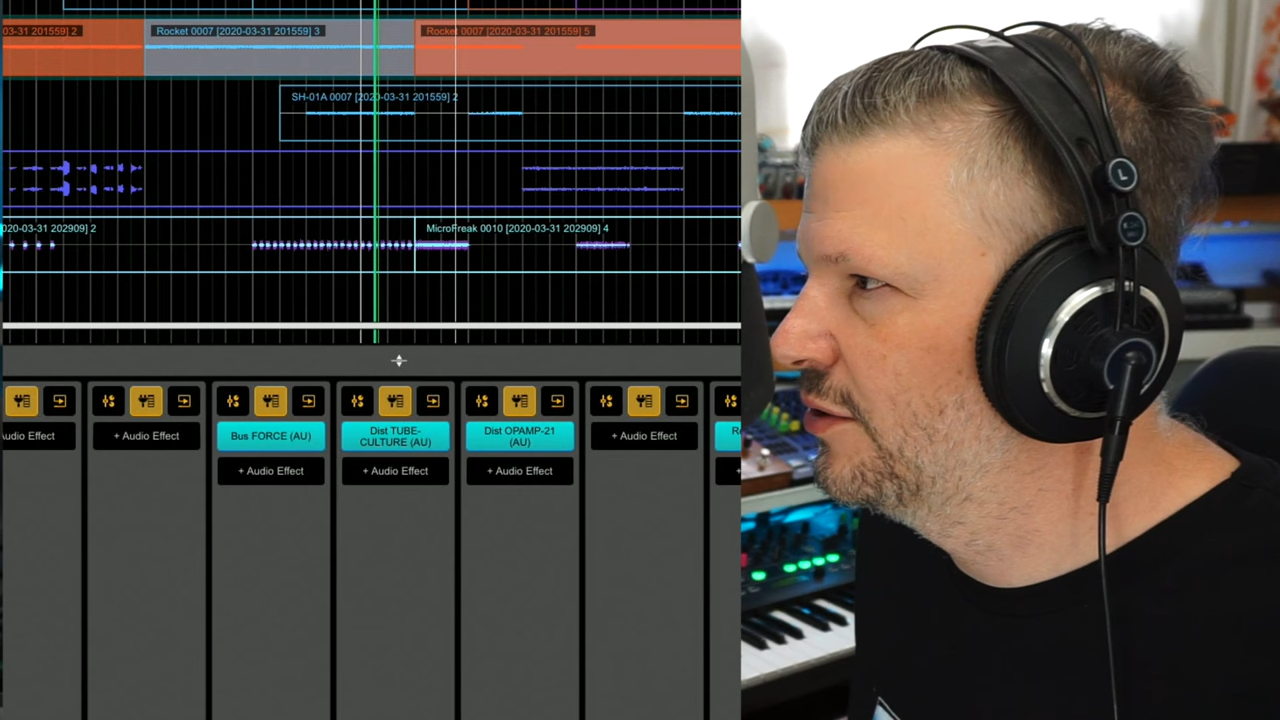 03-31 201559] 2
Rocket 0007 [2020-03-31 201559] 3
Rocket 0007 [2020-03-31 201559] 5
SH-01A 0007 [2020-03-31 201559] 2
020-03-31 202909] 2
MicroFreak 0010 [2020-03-31 202909] 4
udio Effect
+ Audio Effect
Bus FORCE (AU)
+ Audio Effect
Dist TUBE-
CULTURE (AU)
+ Audio Effect
Dist OPAMP-21
(AU)
+ Audio Effect
+ Audio Effect
R
+
L